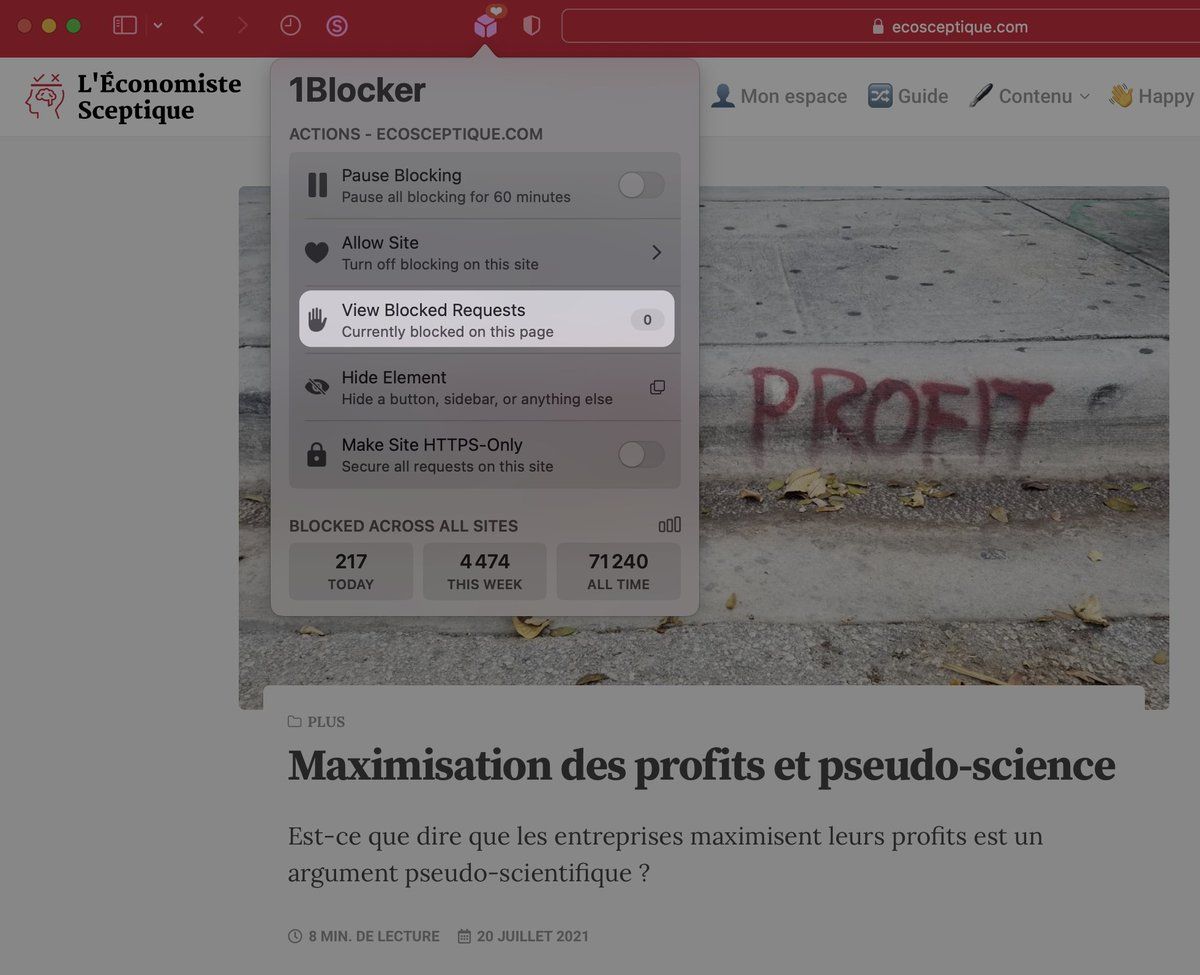 ecosceptique.com
L'Économiste
Sceptique
Mon espace
Guide
Contenu
Happy
1Blocker
ACTIONS - ECOSCEPTIQUE.COM
Pause Blocking
Pause all blocking for 60 minutes
Allow Site
Turn off blocking on this site
View Blocked Requests
Currently blocked on this page
0
Hide Element
Hide a button, sidebar, or anything else
Make Site HTTPS-Only
Secure all requests on this site
BLOCKED ACROSS ALL SITES
217
TODAY
4 474
THIS WEEK
71 240
ALL TIME
PROFIT
PLUS
Maximisation des profits et pseudo-science
Est-ce que dire que les entreprises maximisent leurs profits est un
argument pseudo-scientifique ?
8 MIN. DE LECTURE
20 JUILLET 2021